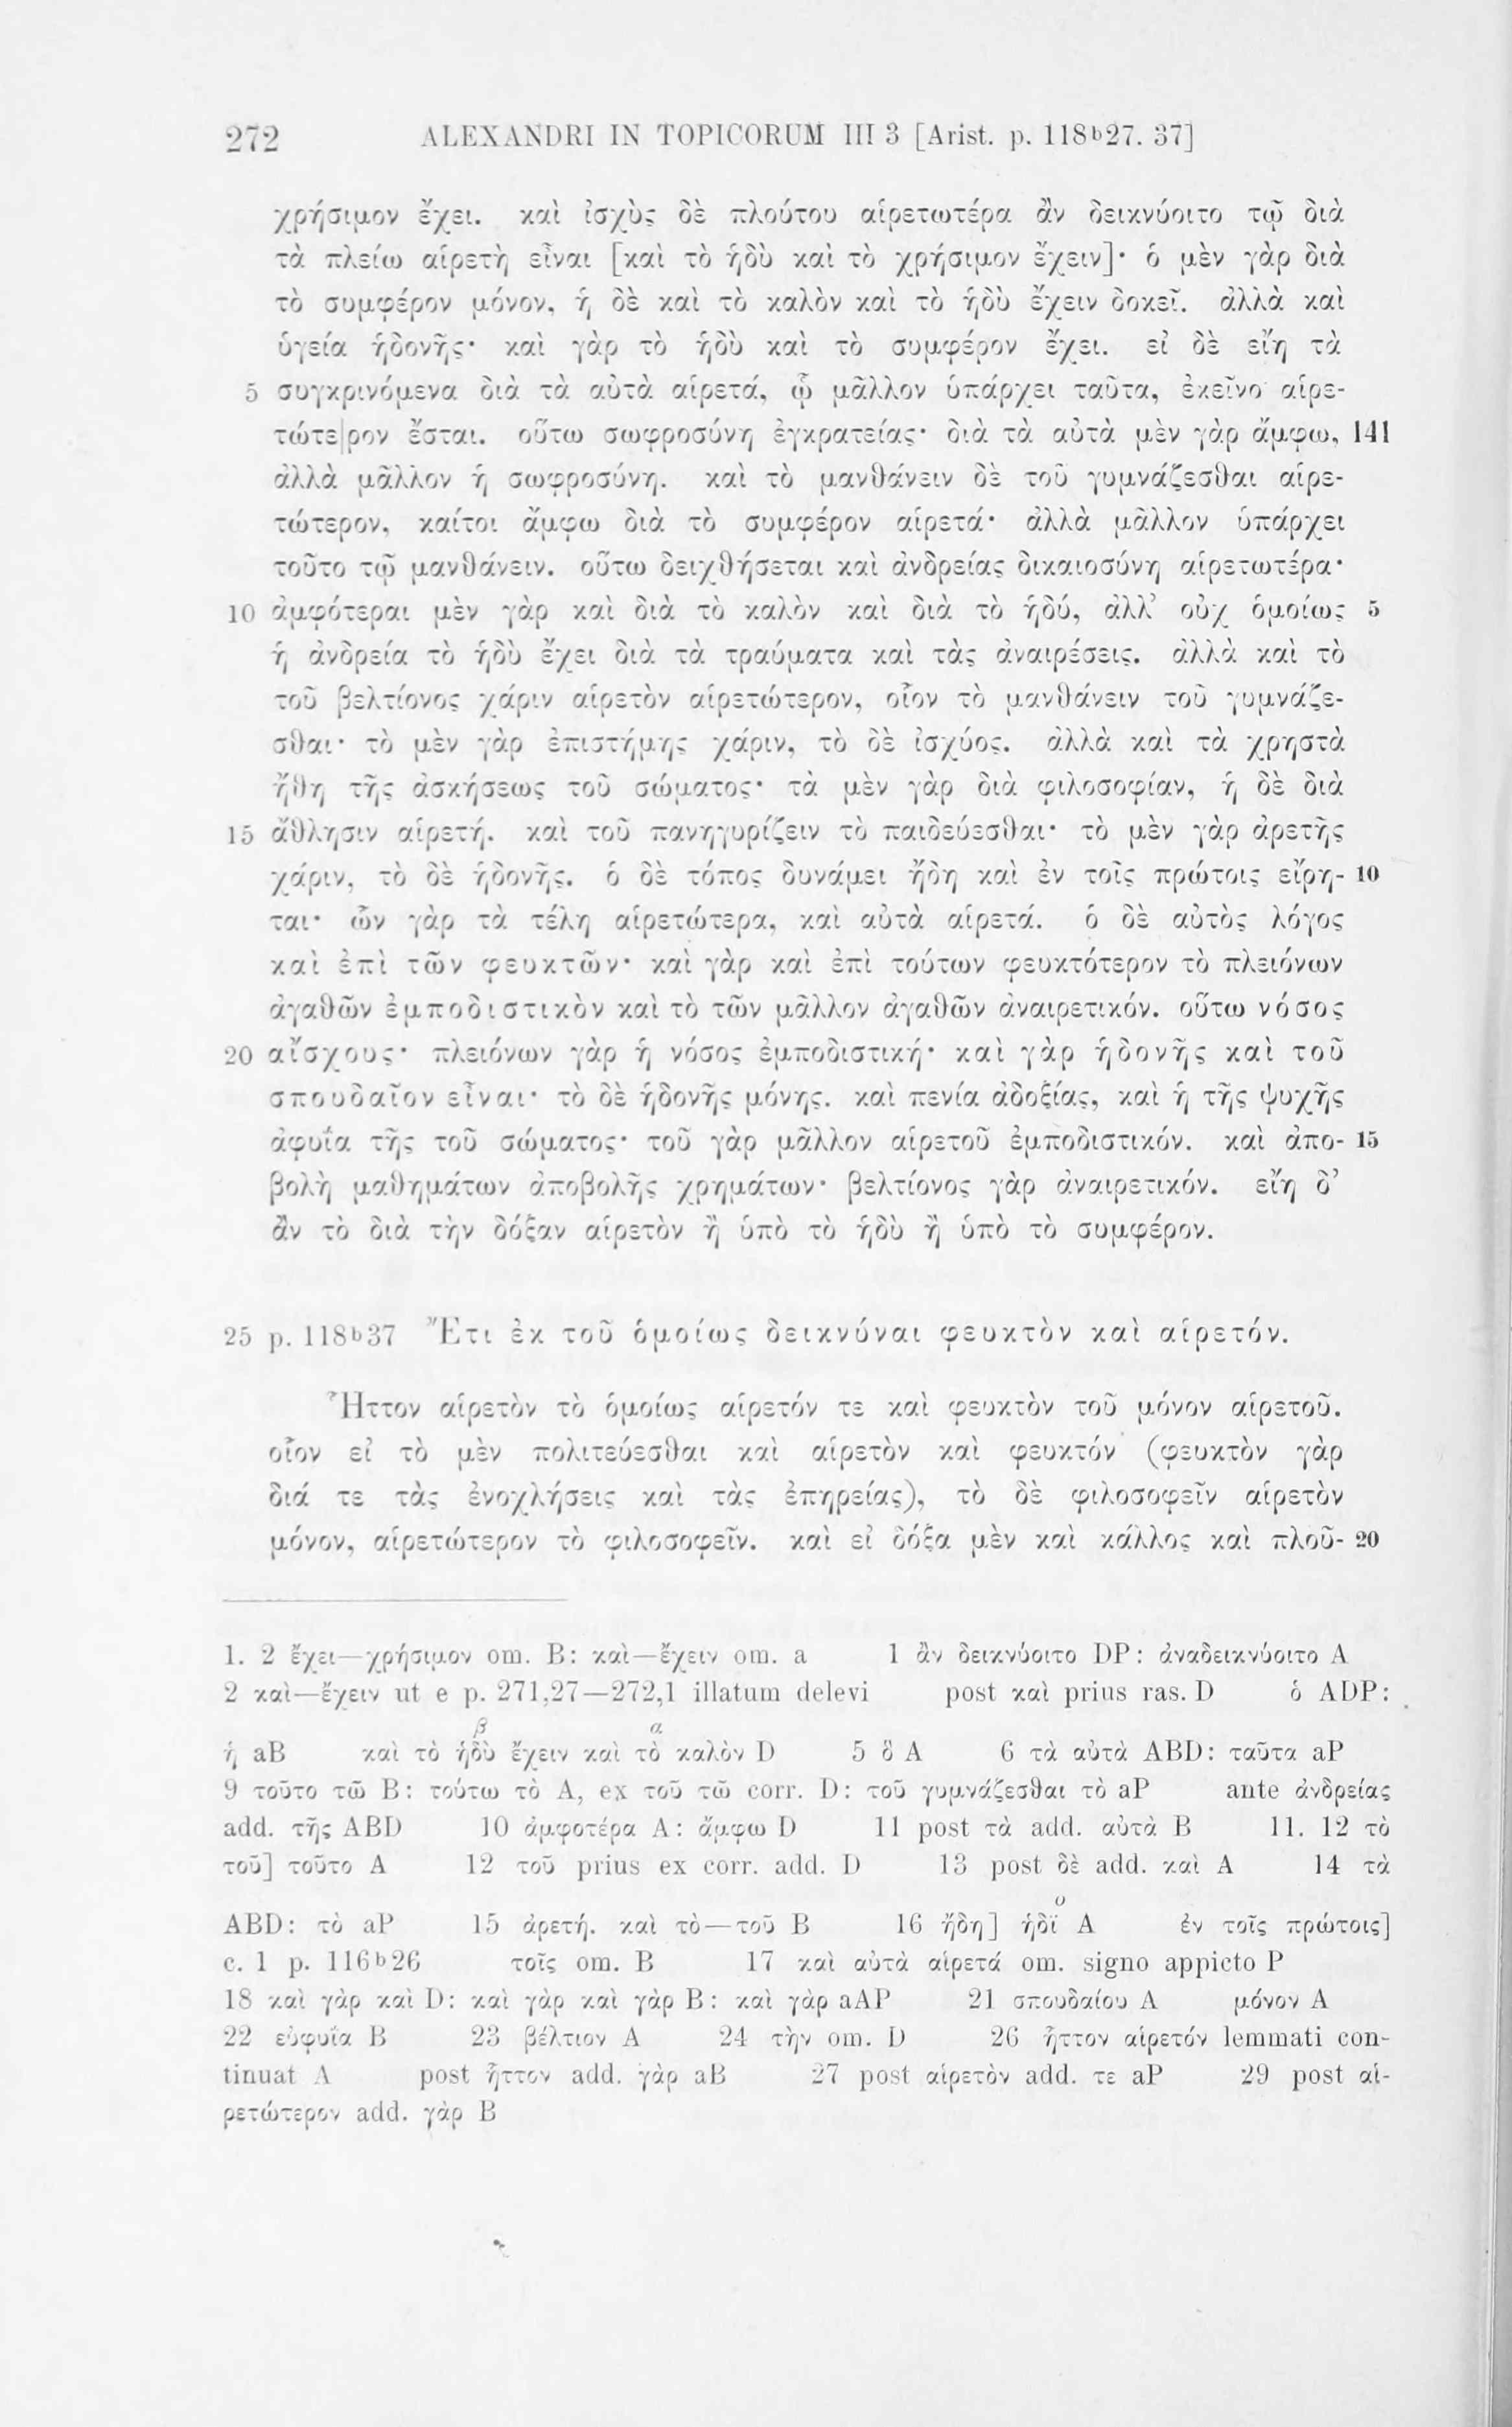 272 ALEXANDRI IN TOPICORUM III 3 [Arist. p. 118ᵇ27. 37]
χρήσιμον ἔχει. καὶ ἰσχὺς δὲ πλούτου αἱρετωτέρα ἂν δεικνύοιτο τῷ διὰ
τὰ πλείω αἱρετὴ εἶναι [καὶ τὸ ἡδὺ καὶ τὸ χρήσιμον ἔχειν]· ὁ μὲν γὰρ διὰ
τὸ συμφέρον μόνον, ἡ δὲ καὶ τὸ καλὸν καὶ τὸ ἡδὺ ἔχειν δοκεῖ. ἀλλὰ καὶ
ὑγεία ἡδονῆς· καὶ γὰρ τὸ ἡδὺ καὶ τὸ συμφέρον ἔχει. εἰ δὲ εἴη τὰ
5 συγκρινόμενα διὰ τὰ αὐτὰ αἱρετά, ᾧ μᾶλλον ὑπάρχει ταῦτα, ἐκεῖνο αἱρε-
τώτε|ρον ἔσται. οὕτω σωφροσύνη ἐγκρατείας· διὰ τὰ αὐτὰ μὲν γὰρ ἄμφω, 141
ἀλλὰ μᾶλλον ἡ σωφροσύνη. καὶ τὸ μανθάνειν δὲ τοῦ γυμνάζεσθαι αἱρε-
τώτερον, καίτοι ἄμφω διὰ τὸ συμφέρον αἱρετά· ἀλλὰ μᾶλλον ὑπάρχει
τοῦτο τῷ μανθάνειν. οὕτω δειχθήσεται καὶ ἀνδρείας δικαιοσύνη αἱρετωτέρα·
10 ἀμφότεραι μὲν γὰρ καὶ διὰ τὸ καλὸν καὶ διὰ τὸ ἡδύ, ἀλλ’ οὐχ ὁμοίως 5
ἡ ἀνδρεία τὸ ἡδὺ ἔχει διὰ τὰ τραύματα καὶ τὰς ἀναιρέσεις. ἀλλὰ καὶ τὸ
τοῦ βελτίονος χάριν αἱρετὸν αἱρετώτερον, οἷον τὸ μανθάνειν τοῦ γυμνάζε-
σθαι· τὸ μὲν γὰρ ἐπιστήμης χάριν, τὸ δὲ ἰσχύος. ἀλλὰ καὶ τὰ χρηστὰ
ἤθη τῆς ἀσκήσεως τοῦ σώματος· τὰ μὲν γὰρ διὰ φιλοσοφίαν, ἡ δὲ διὰ
15 ἄθλησιν αἱρετή. καὶ τοῦ πανηγυρίζειν τὸ παιδεύεσθαι· τὸ μὲν γὰρ ἀρετῆς
χάριν, τὸ δὲ ἡδονῆς. ὁ δὲ τόπος δυνάμει ἤδη καὶ ἐν τοῖς πρώτοις εἴρη- 10
ται· ὧν γὰρ τὰ τέλη αἱρετώτερα, καὶ αὐτὰ αἱρετά. ὁ δὲ αὐτὸς λόγος
καὶ ἐπὶ τῶν φευκτῶν· καὶ γὰρ καὶ ἐπὶ τούτων φευκτότερον τὸ πλειόνων
ἀγαθῶν ἐμποδιστικὸν καὶ τὸ τῶν μᾶλλον ἀγαθῶν ἀναιρετικόν. οὕτω νόσος
20 αἴσχους· πλειόνων γὰρ ἡ νόσος ἐμποδιστική· καὶ γὰρ ἡδονῆς καὶ τοῦ
σπουδαῖον εἶναι· τὸ δὲ ἡδονῆς μόνης. καὶ πενία ἀδοξίας, καὶ ἡ τῆς ψυχῆς
ἀφυΐα τῆς τοῦ σώματος· τοῦ γὰρ μᾶλλον αἱρετοῦ ἐμποδιστικόν. καὶ ἀπο- 15
βολὴ μαθημάτων ἀποβολῆς χρημάτων· βελτίονος γὰρ ἀναιρετικόν. εἴη δ’
ἂν τὸ διὰ τὴν δόξαν αἱρετὸν ἢ ὑπὸ τὸ ἡδὺ ἢ ὑπὸ τὸ συμφέρον.
25 p. 118ᵇ37 Ἔτι ἐκ τοῦ ὁμοίως δεικνύναι φευκτὸν καὶ αἱρετόν.
Ἧττον αἱρετὸν τὸ ὁμοίως αἱρετόν τε καὶ φευκτὸν τοῦ μόνον αἱρετοῦ.
οἷον εἰ τὸ μὲν πολιτεύεσθαι καὶ αἱρετὸν καὶ φευκτόν (φευκτὸν γὰρ
διά τε τὰς ἐνοχλήσεις καὶ τὰς ἐπηρείας), τὸ δὲ φιλοσοφεῖν αἱρετὸν
μόνον, αἱρετώτερον τὸ φιλοσοφεῖν. καὶ εἰ δόξα μὲν καὶ κάλλος καὶ πλοῦ- 20
1. 2 ἔχει—χρήσιμον om. B: καὶ—ἔχειν om. a 1 ἂν δεικνύοιτο DP: ἀναδεικνύοιτο A
2 καὶ—ἔχειν ut e p. 271,27—272,1 illatum delevi post καὶ prius ras. D ὁ ADP:
β α
ἡ aB καὶ τὸ ἡδὺ ἔχειν καὶ τὸ καλὸν D 5 ὃ A 6 τὰ αὐτὰ ABD: ταῦτα aP
9 τοῦτο τῶ B: τούτω τὸ A, ex τοῦ τῶ corr. D: τοῦ γυμνάζεσθαι τὸ aP ante ἀνδρείας
add. τῆς ABD 10 ἀμφοτέρα A: ἄμφω D 11 post τὰ add. αὐτὰ B 11. 12 τὸ
τοῦ] τοῦτο A 12 τοῦ prius ex corr. add. D 13 post δὲ add. καὶ A 14 τὰ
υ
ABD: τὸ aP 15 ἀρετή. καὶ τὸ—τοῦ B 16 ἤδη] ἡδῖ A ἐν τοῖς πρώτοις]
c. 1 p. 116ᵇ26 τοῖς om. B 17 καὶ αὐτὰ αἱρετά om. signo appicto P
18 καὶ γὰρ καὶ D: καὶ γὰρ καὶ γὰρ B: καὶ γὰρ aAP 21 σπουδαίου A μόνον A
22 εὐφυΐα B 23 βέλτιον A 24 τὴν om. D 26 ἧττον αἱρετόν lemmati con-
tinuat A post ἧττον add. γὰρ aB 27 post αἱρετὸν add. τε aP 29 post αἱ-
ρετώτερον add. γὰρ B